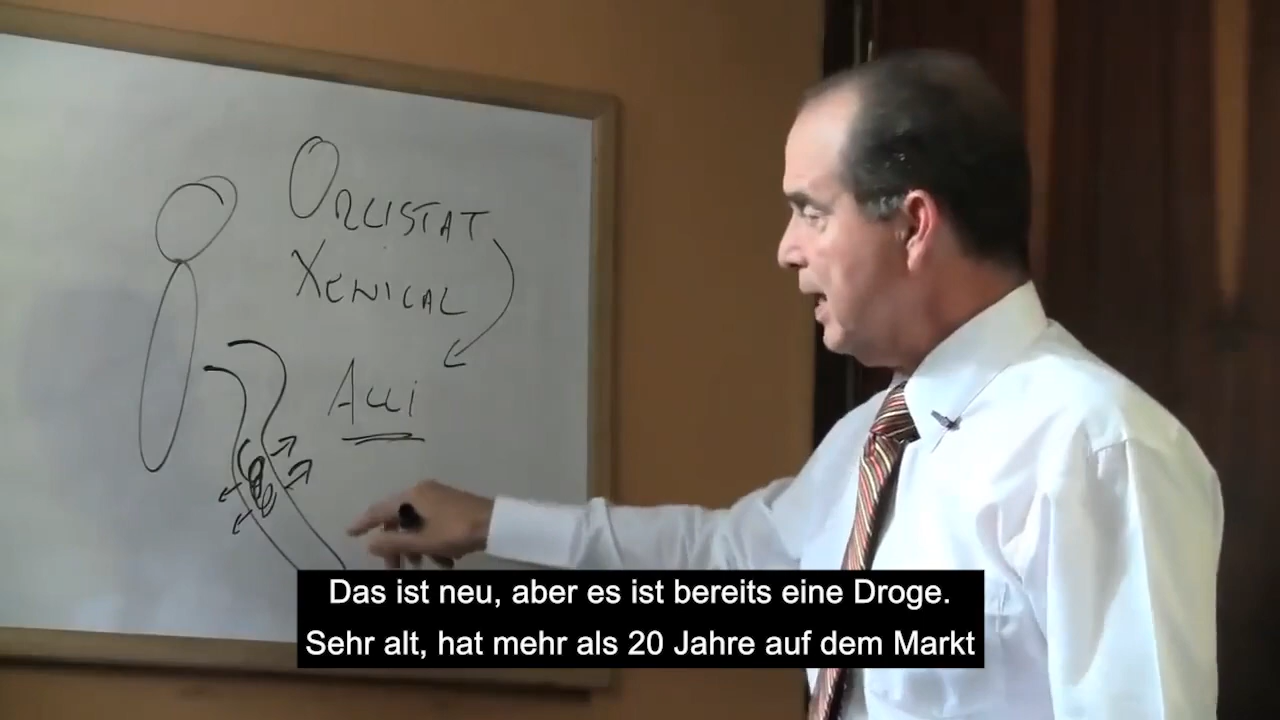 ORLISTAT
XENICAL
ALLI
Das ist neu, aber es ist bereits eine Droge.
Sehr alt, hat mehr als 20 Jahre auf dem Markt